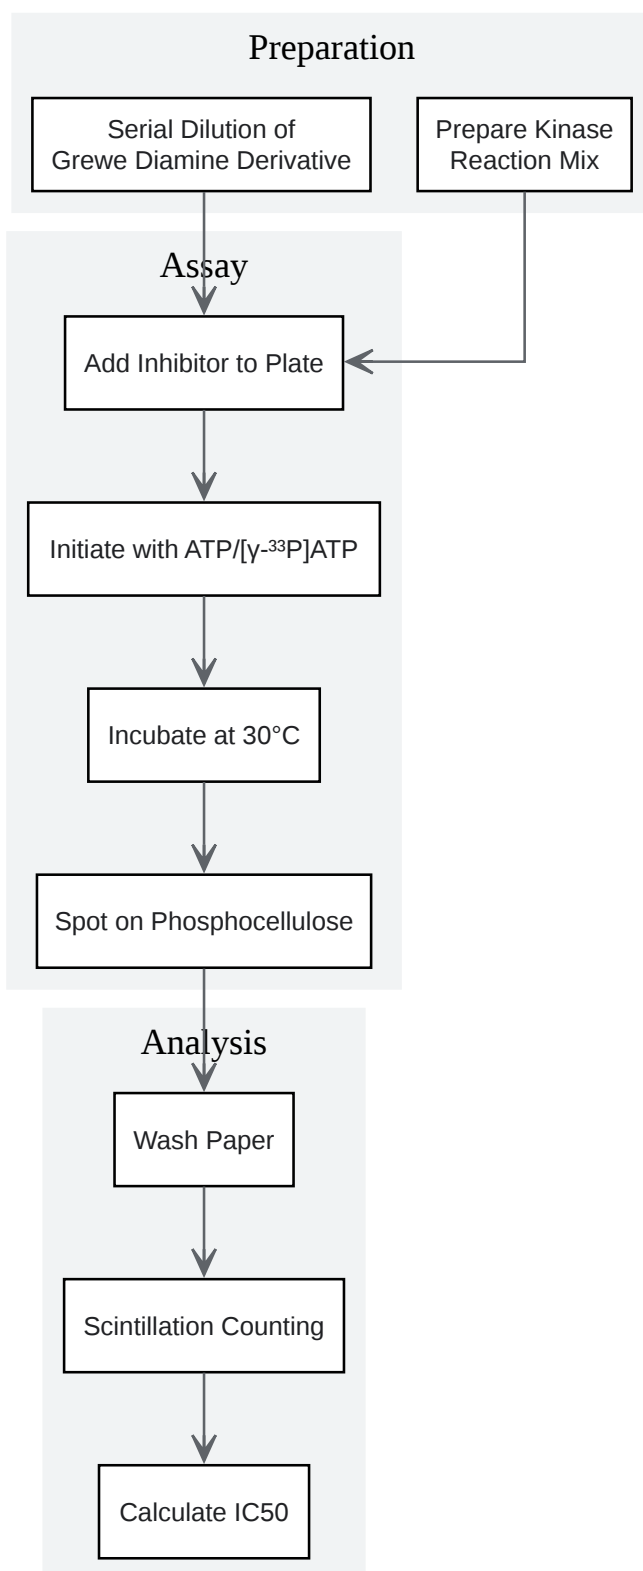 Preparation
Serial Dilution of
Grewe Diamine Derivative
Prepare Kinase
Reaction Mix
Assay
Add Inhibitor to Plate
Initiate with ATP/[γ-³³P]ATP
Incubate at 30°C
Spot on Phosphocellulose
Analysis
Wash Paper
Scintillation Counting
Calculate IC50